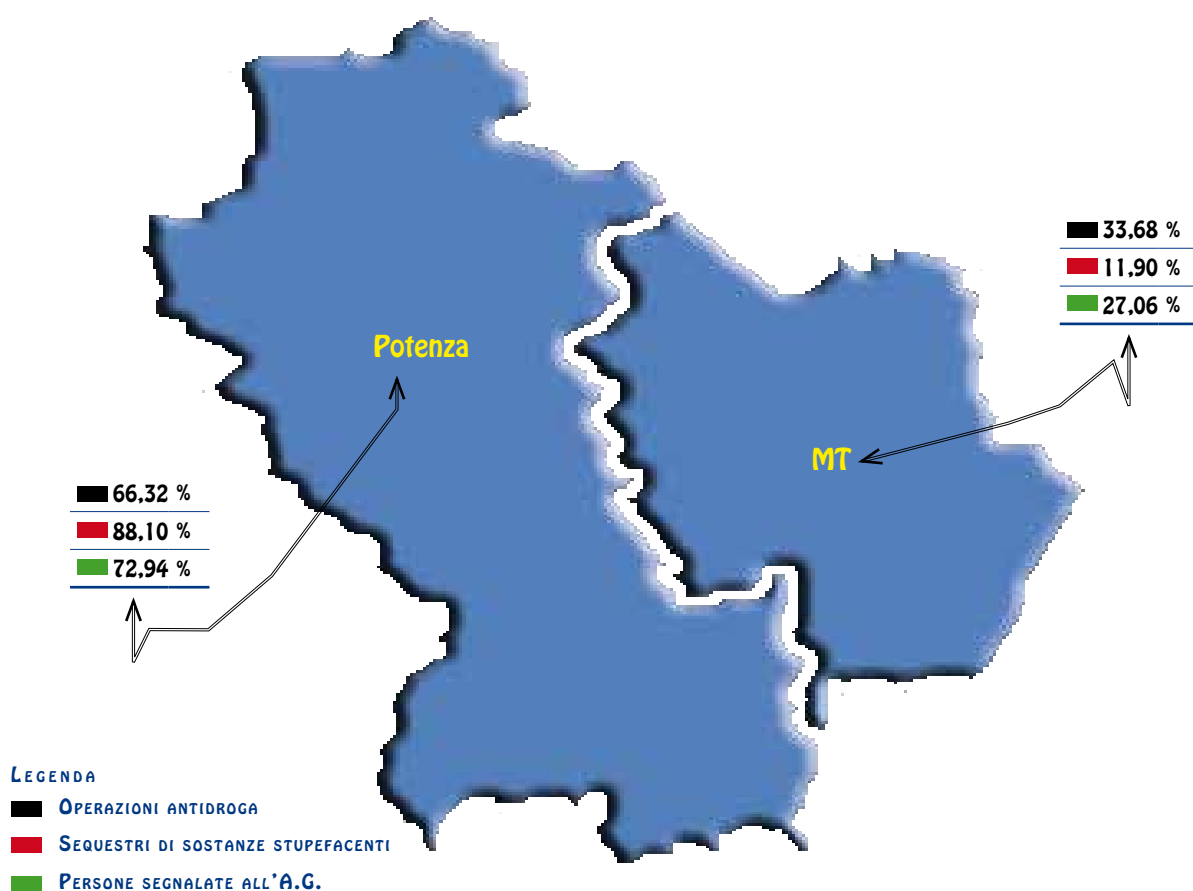 33,68 %
11,90 %
27,06 %
Potenza
MT
66,32 %
88,10 %
72,94 %
LEGENDA
OPERAZIONI ANTIDROGA
SEQUESTRI DI SOSTANZE STUPEFACENTI
PERSONE SEGNALATE ALL'A.G.